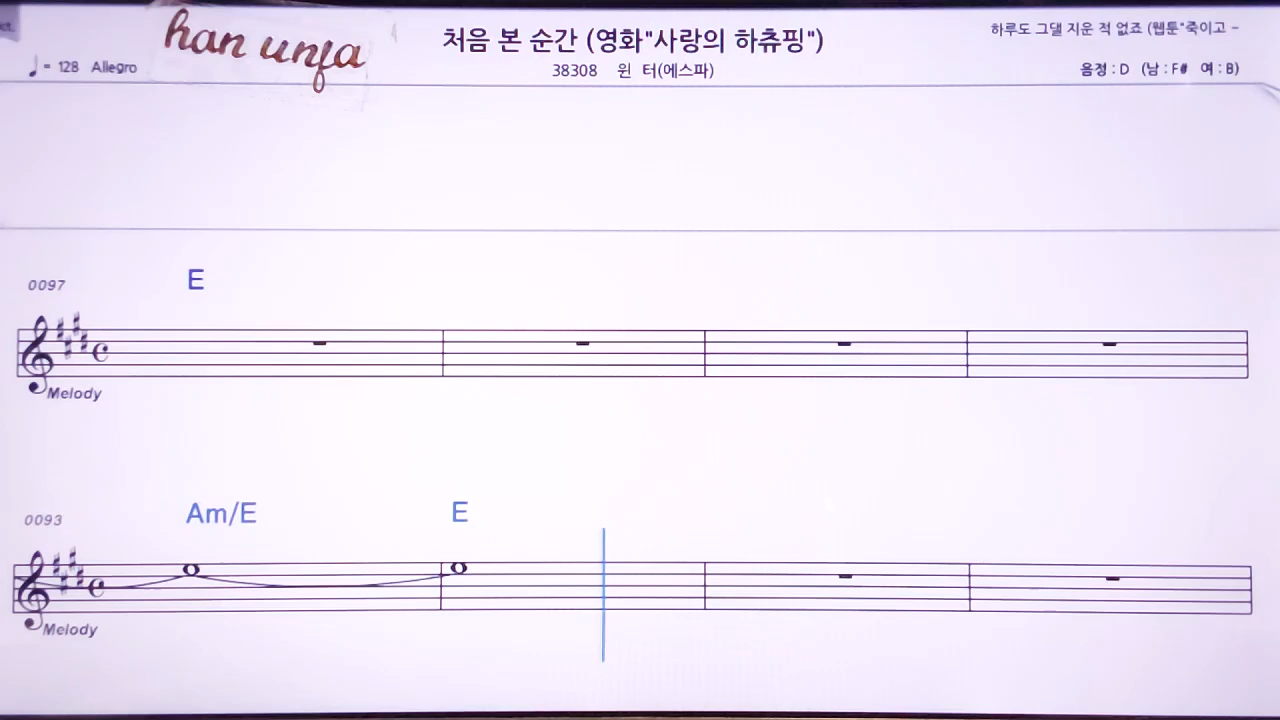 han unfa
처음 본 순간 (영화"사랑의 하츄핑")
하루도 그댈 지운 적 없죠 (웹툰"죽이고 -
♩= 128 Allegro
38308 윈 터(에스파)
음정 : D (남 : F# 여 : B)
0097 E
Melody
0093 Am/E E
Melody